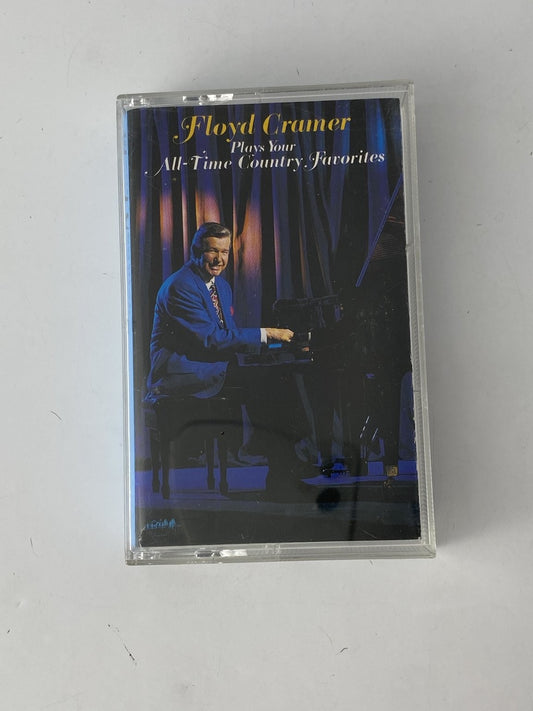 Floyd Cramer
Plays Your
All-Time Country Favorites